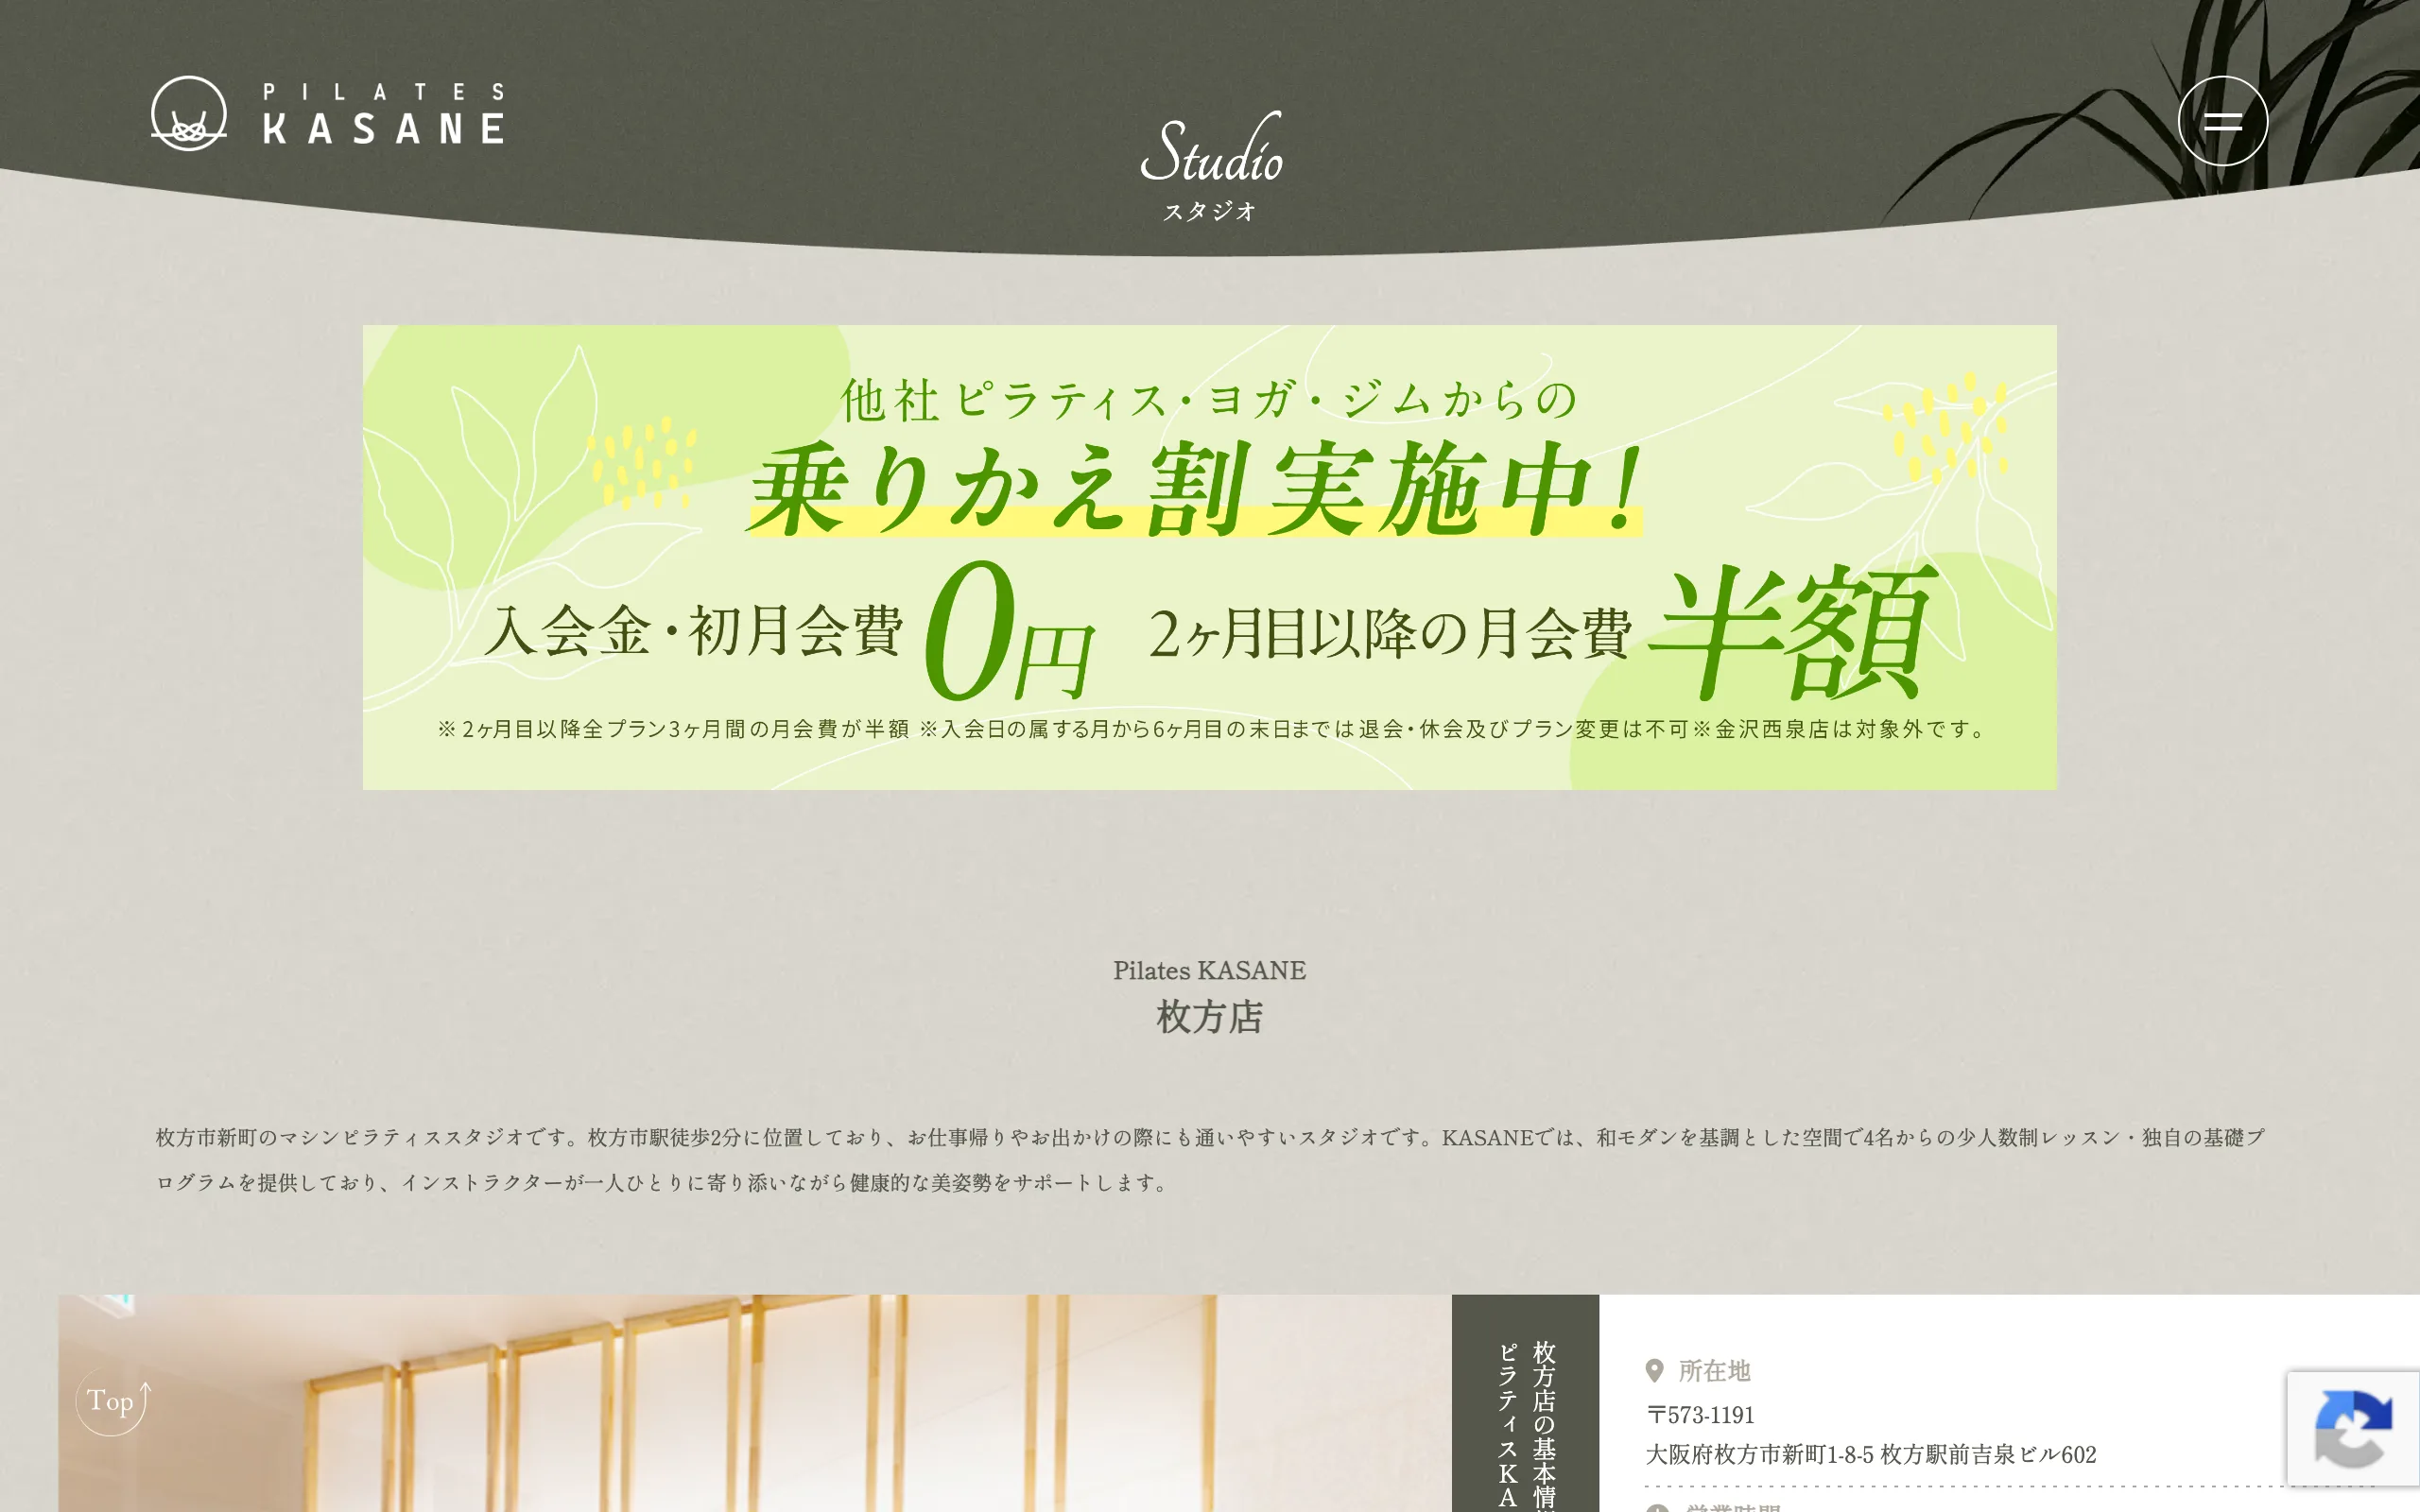 PILATES
KASANE
Studio
スタジオ
他社ピラティス・ヨガ・ジムからの
乗りかえ割実施中!
入会金・初月会費0円 2ヶ月目以降の月会費半額
※2ヶ月目以降全プラン3ヶ月間の月会費が半額 ※入会日の属する月から6ヶ月目の末日までは退会・休会及びプラン変更は不可※金沢西泉店は対象外です。
Pilates KASANE
枚方店
枚方市新町のマシンピラティススタジオです。枚方市駅徒歩2分に位置しており、お仕事帰りやお出かけの際にも通いやすいスタジオです。KASANEでは、和モダンを基調とした空間で4名からの少人数制レッスン・独自の基礎プ
ログラムを提供しており、インストラクターが一人ひとりに寄り添いながら健康的な美姿勢をサポートします。
Top
枚方店の基本情
ピラティスKA
所在地
〒573-1191
大阪府枚方市新町1-8-5 枚方駅前吉泉ビル602
営業時間